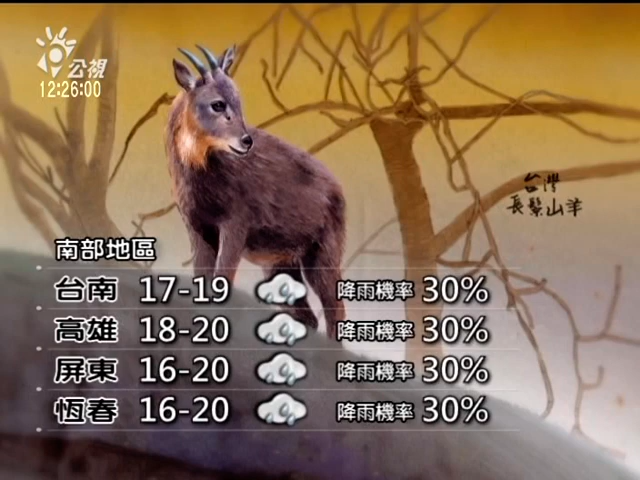 公視
12:26:00
台灣
長鬃山羊
南部地區
台南 17-19 降雨機率 30%
高雄 18-20 降雨機率 30%
屏東 16-20 降雨機率 30%
恆春 16-20 降雨機率 30%